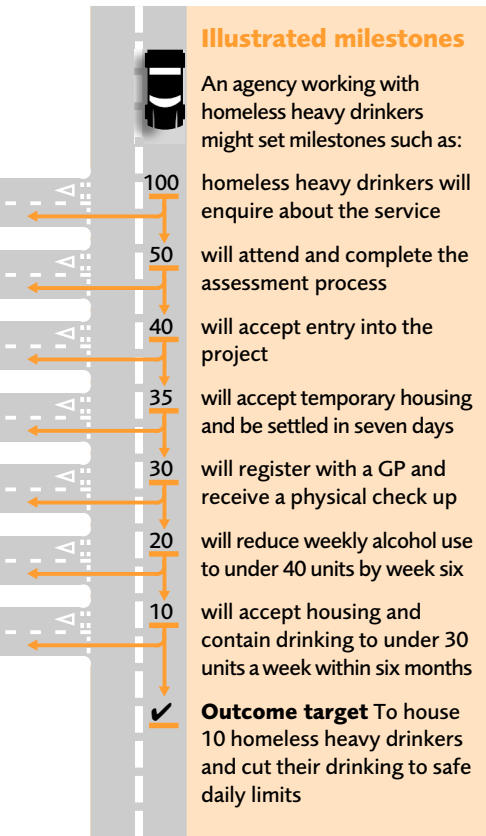 Illustrated milestones
An agency working with
homeless heavy drinkers
might set milestones such as:
100 homeless heavy drinkers will
enquire about the service
50 will attend and complete the
assessment process
40 will accept entry into the
project
35 will accept temporary housing
and be settled in seven days
30 will register with a GP and
receive a physical check up
20 will reduce weekly alcohol use
to under 40 units by week six
10 will accept housing and
contain drinking to under 30
units a week within six months
✔ Outcome target To house
10 homeless heavy drinkers
and cut their drinking to safe
daily limits